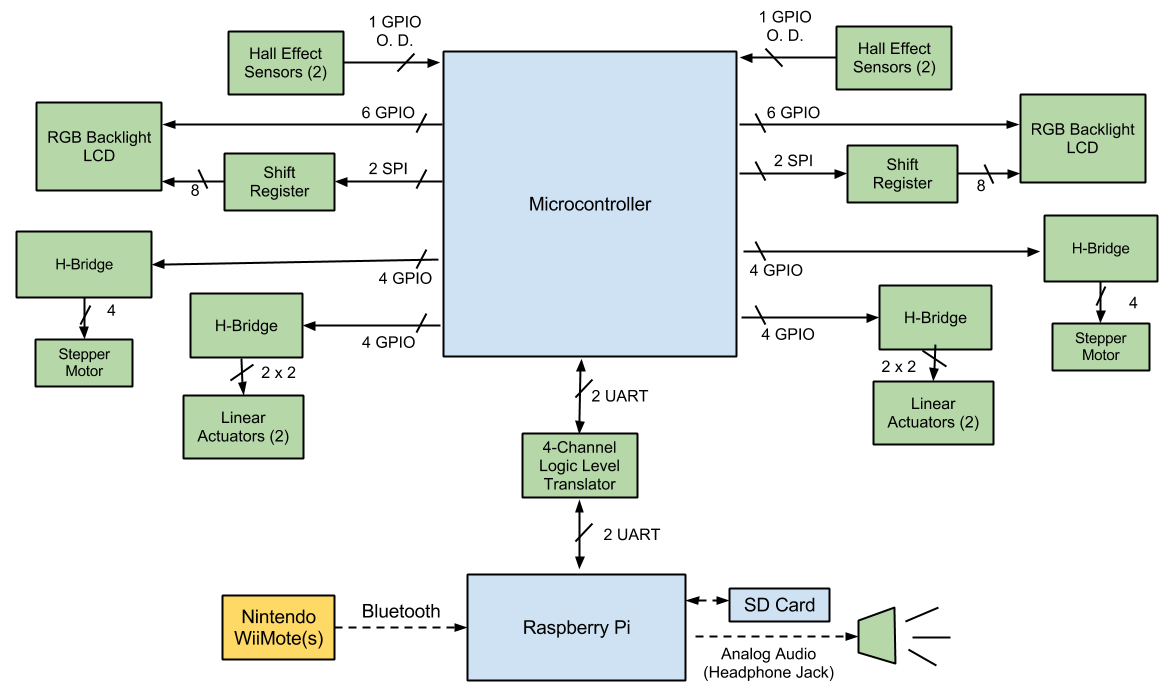 1 GPIO
O. D.
Hall Effect
Sensors (2)
1 GPIO
O. D.
Hall Effect
Sensors (2)
RGB Backlight
LCD
6 GPIO
6 GPIO
RGB Backlight
LCD
8
Shift
Register
2 SPI
Microcontroller
2 SPI
Shift
Register
8
H-Bridge
4 GPIO
4 GPIO
H-Bridge
4
Stepper
Motor
H-Bridge
4 GPIO
4 GPIO
H-Bridge
4
Stepper
Motor
2 x 2
Linear
Actuators (2)
2 x 2
Linear
Actuators (2)
2 UART
4-Channel
Logic Level
Translator
2 UART
Nintendo
WiiMote(s)
Bluetooth
Raspberry Pi
SD Card
Analog Audio
(Headphone Jack)